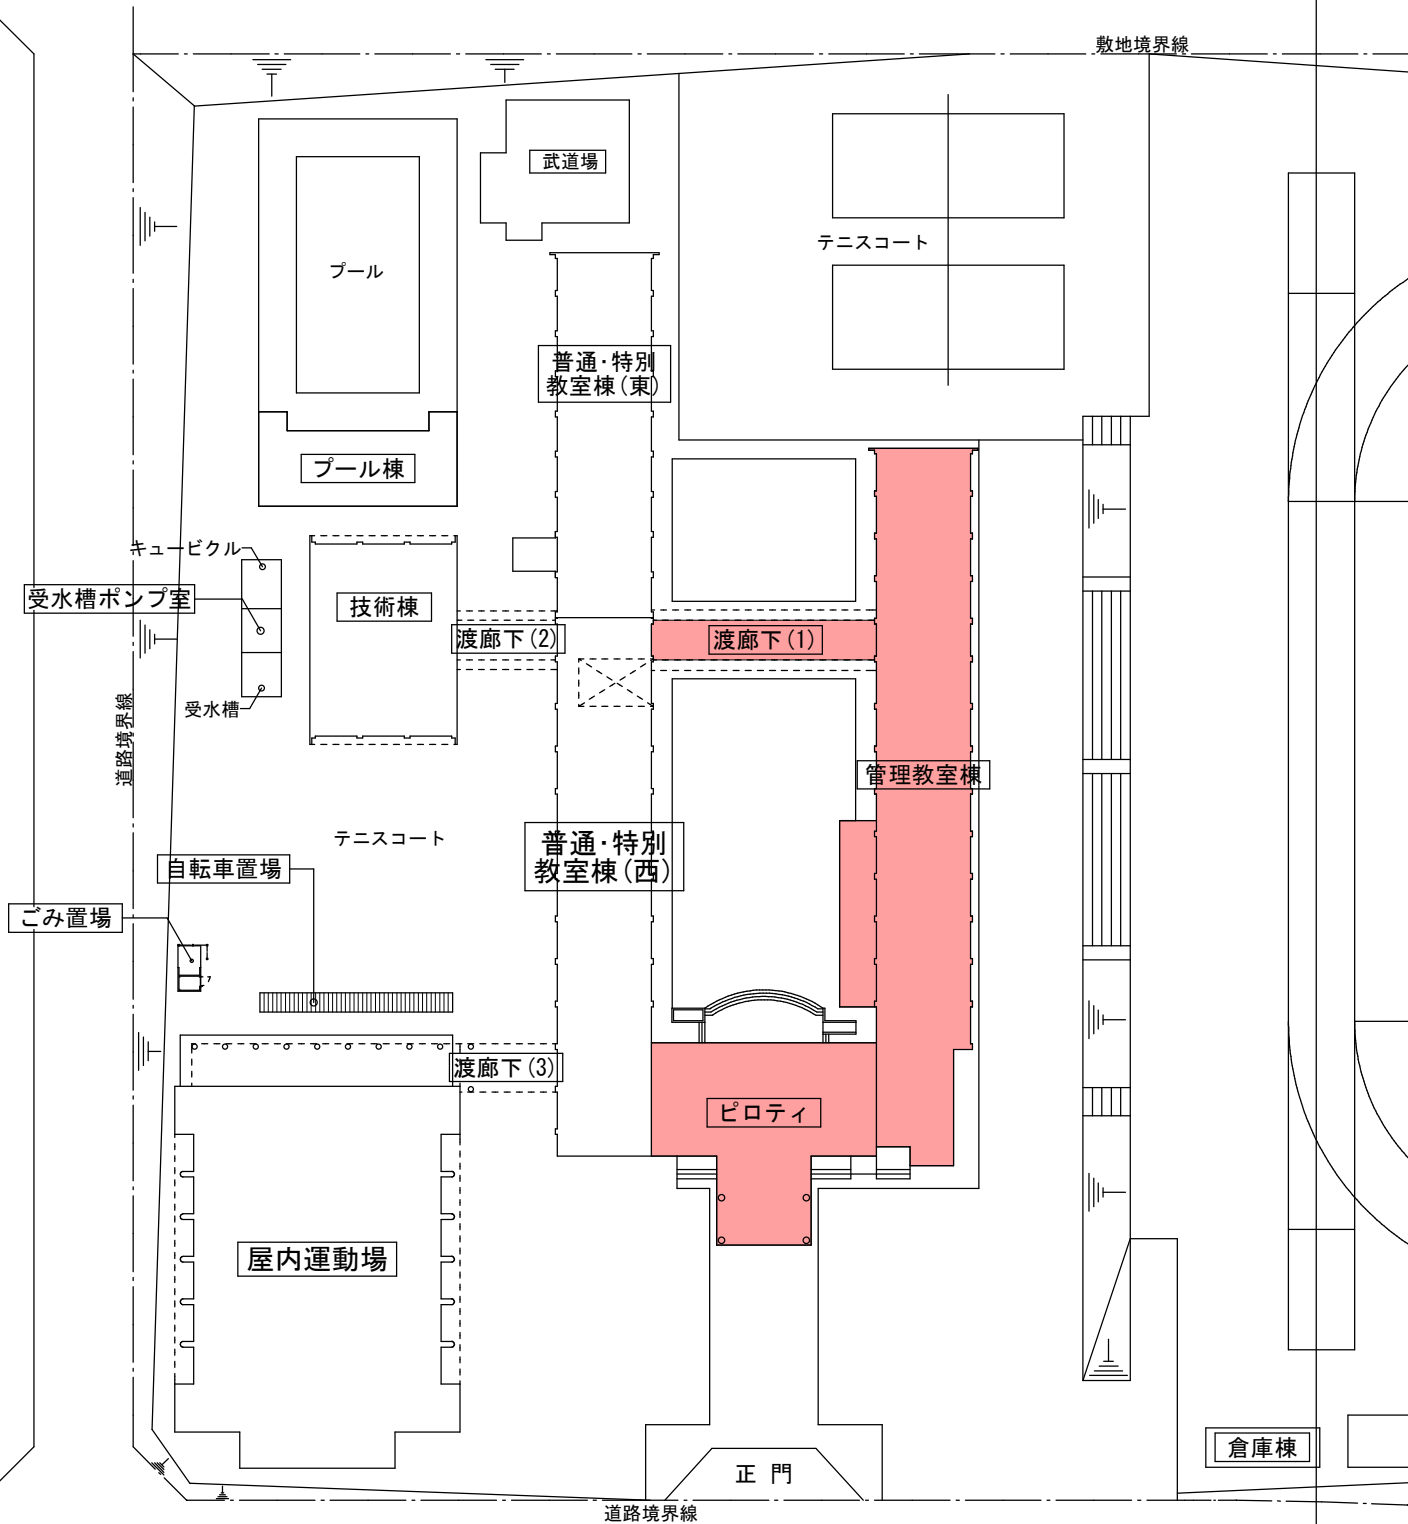 敷地境界線
武道場
テニスコート
プール
普通・特別
教室棟(東)
プール棟
キュービクル
受水槽ポンプ室
技術棟
渡廊下(2)
渡廊下(1)
受水槽
道路境界線
管理教室棟
テニスコート
普通・特別
教室棟(西)
自転車置場
ごみ置場
渡廊下(3)
ピロティ
屋内運動場
倉庫棟
正 門
道路境界線